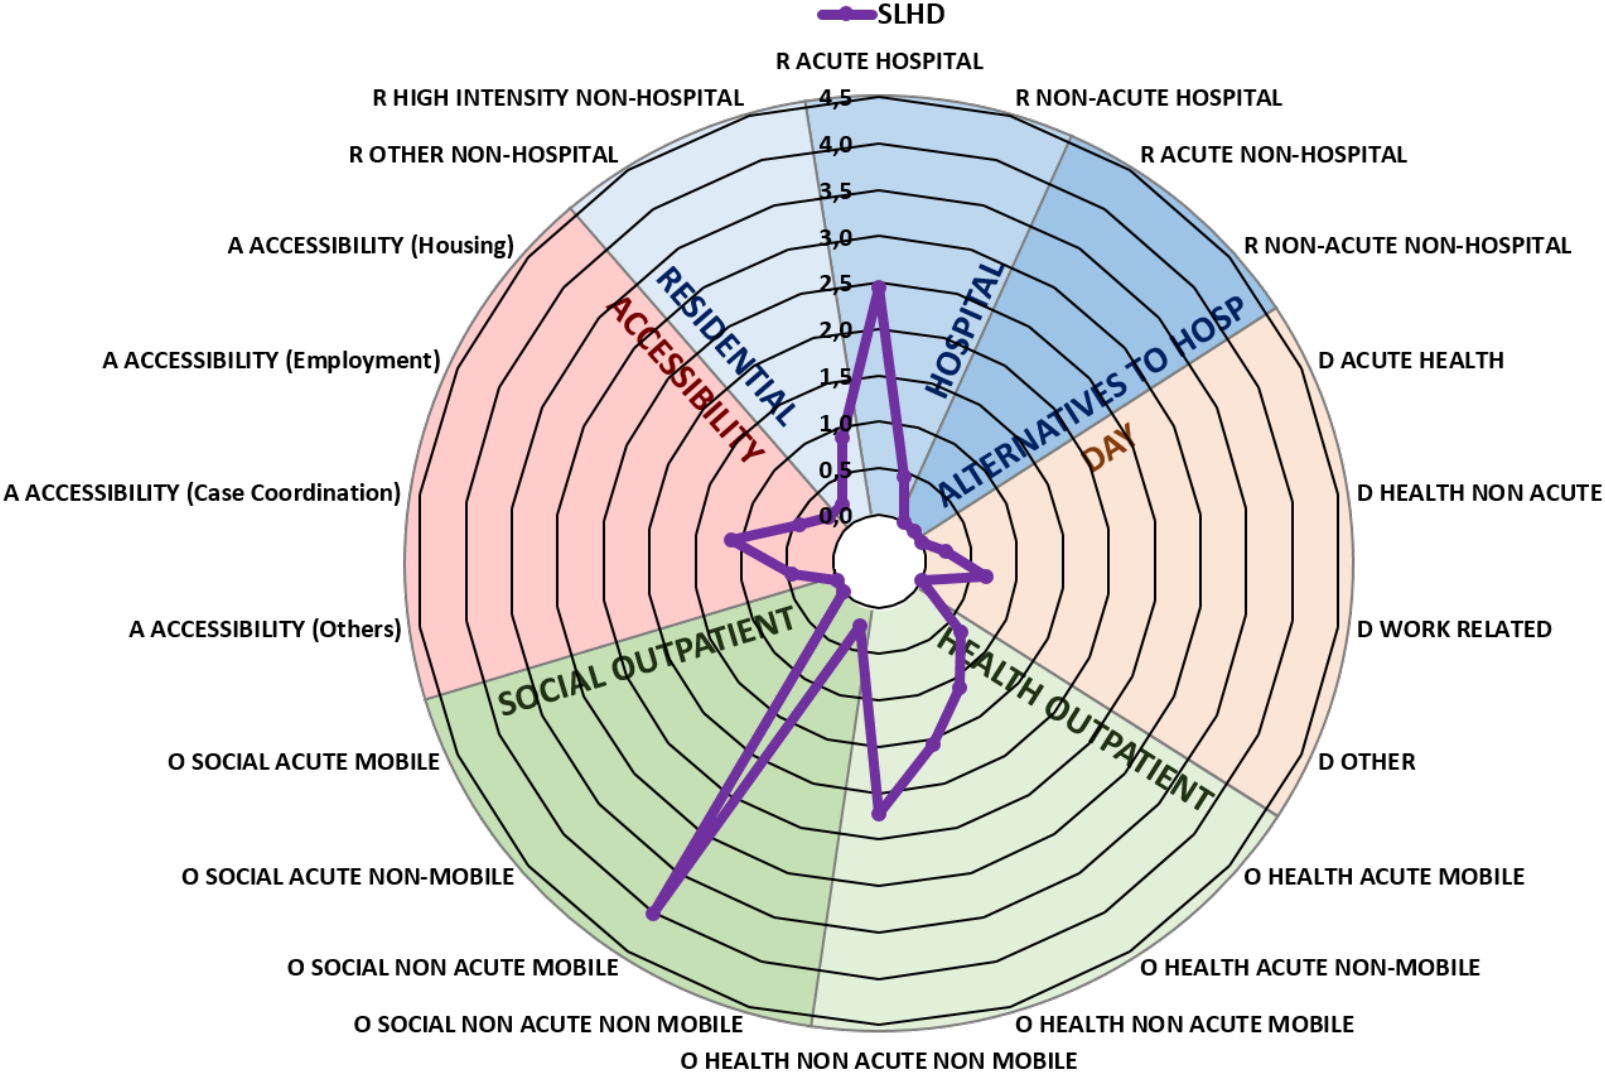 SLHD
R ACUTE HOSPITAL
R HIGH INTENSITY NON-HOSPITAL
R NON-ACUTE HOSPITAL
R OTHER NON-HOSPITAL
R ACUTE NON-HOSPITAL
A ACCESSIBILITY (Housing)
R NON-ACUTE NON-HOSPITAL
A ACCESSIBILITY (Employment)
D ACUTE HEALTH
A ACCESSIBILITY (Case Coordination)
D HEALTH NON ACUTE
A ACCESSIBILITY (Others)
D WORK RELATED
O SOCIAL ACUTE MOBILE
D OTHER
O SOCIAL ACUTE NON-MOBILE
O HEALTH ACUTE MOBILE
O SOCIAL NON ACUTE MOBILE
O HEALTH ACUTE NON-MOBILE
O SOCIAL NON ACUTE NON MOBILE
O HEALTH NON ACUTE MOBILE
O HEALTH NON ACUTE NON MOBILE
4,5
4,0
3,5
3,0
2,5
2,0
1,5
1,0
0,5
0,0
RESIDENTIAL
HOSPITAL
ALTERNATIVES TO HOSP
DAY
HEALTH OUTPATIENT
SOCIAL OUTPATIENT
ACCESSIBILITY